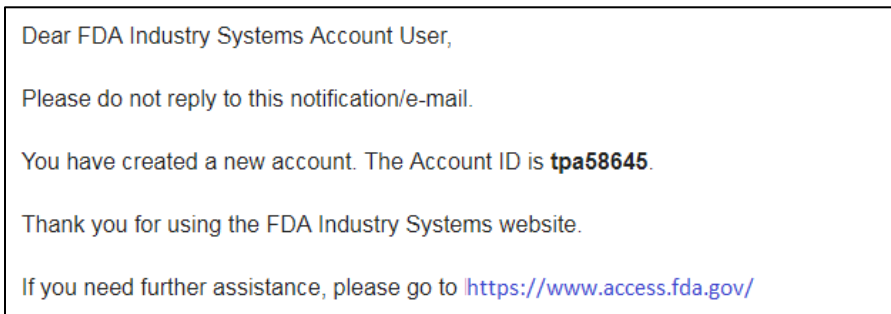 Dear FDA Industry Systems Account User,
Please do not reply to this notification/e-mail.
You have created a new account. The Account ID is tpa58645.
Thank you for using the FDA Industry Systems website.
If you need further assistance, please go to https://www.access.fda.gov/